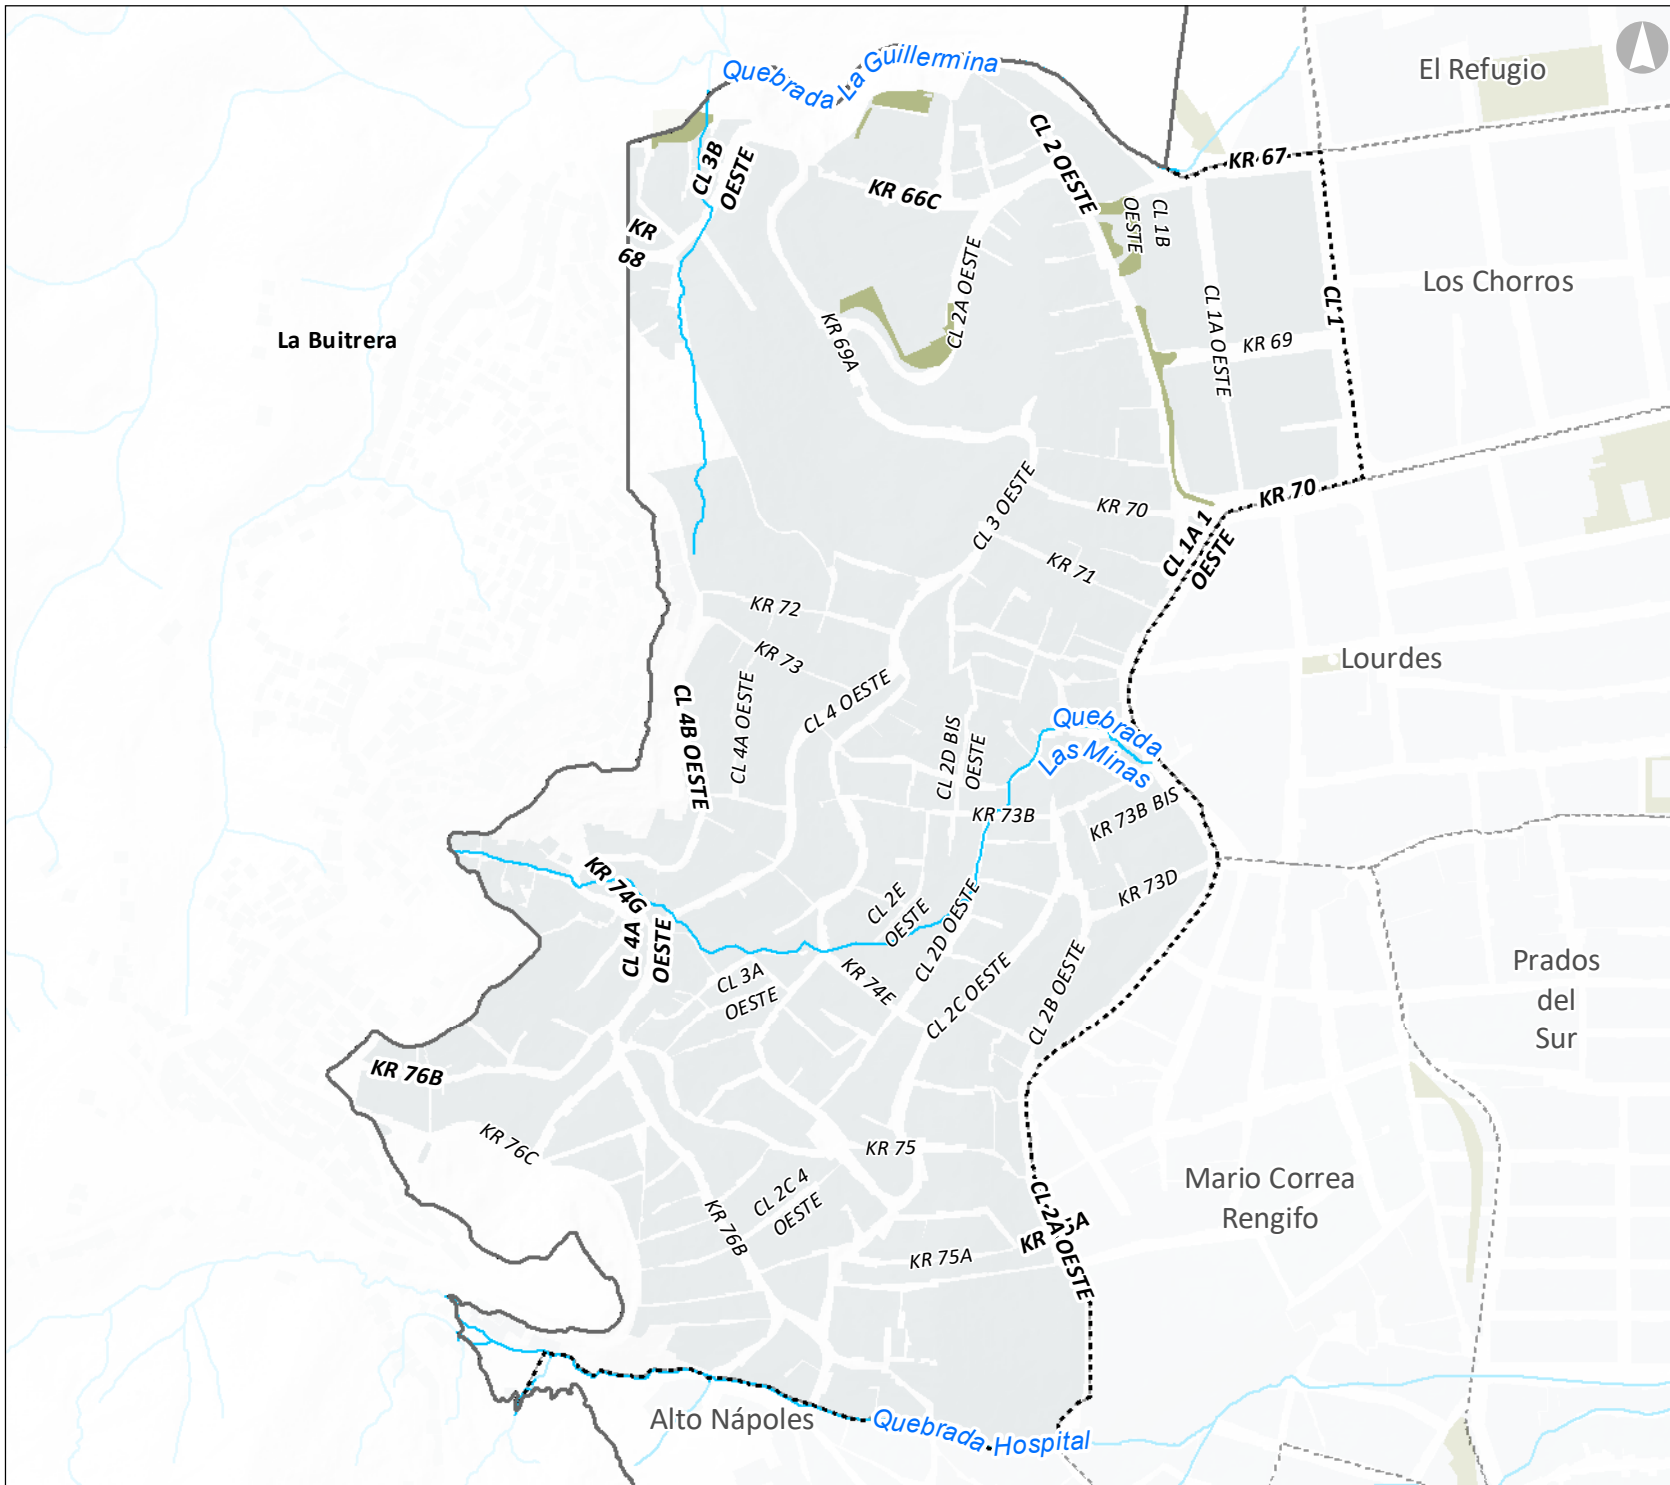 Quebrada La Guillermina
El Refugio
CL 2 OESTE
KR 67
CL 3B
OESTE
KR 66C
CL 1B
OESTE
KR
68
CL 2A OESTE
Los Chorros
CL 1
CL 1A OESTE
KR 69A
KR 69
La Buitrera
CL 3 OESTE
KR 70
KR 70
CL 1A 1
OESTE
KR 71
KR 72
KR 73
Lourdes
CL 4A OESTE
CL 4 OESTE
CL 4B OESTE
Quebrada
Las Minas
CL 2D BIS
OESTE
KR 73B
KR 73B BIS
KR 74G
CL 2E
OESTE
KR 73D
CL 2D OESTE
CL 4A
OESTE
CL 3A
OESTE
KR 74E
CL 2C OESTE
CL 2B OESTE
Prados
del
Sur
KR 76B
KR 76C
KR 75
CL 2C 4
OESTE
Mario Correa
Rengifo
KR 76B
KR 75A
KR
5A
CL 2A OESTE
Alto Nápoles
Quebrada Hospital